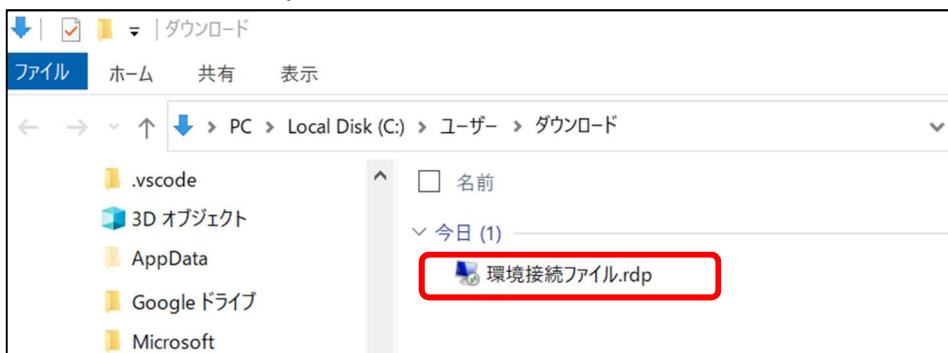 ダウンロード
ファイル ホーム 共有 表示
PC > Local Disk (C:) > ユーザー > ダウンロード
.vscode
3D オブジェクト
AppData
Google ドライブ
Microsoft
名前
今日 (1)
環境接続ファイル.rdp